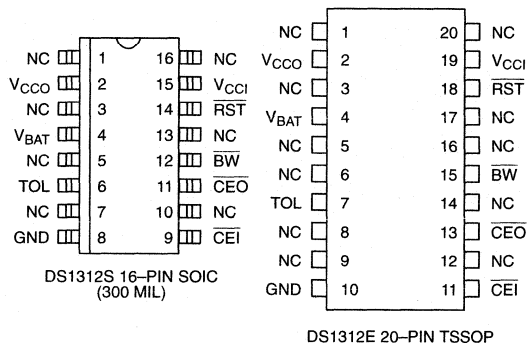 NC 1 16 NC
VCCO 2 15 VCCI
NC 3 14 RST
VBAT 4 13 NC
NC 5 12 BW
TOL 6 11 CEO
NC 7 10 NC
GND 8 9 CEI
DS1312S 16–PIN SOIC
(300 MIL)
NC 1 20 NC
VCCO 2 19 VCCI
NC 3 18 RST
VBAT 4 17 NC
NC 5 16 NC
NC 6 15 BW
TOL 7 14 NC
NC 8 13 CEO
NC 9 12 NC
GND 10 11 CEI
DS1312E 20–PIN TSSOP